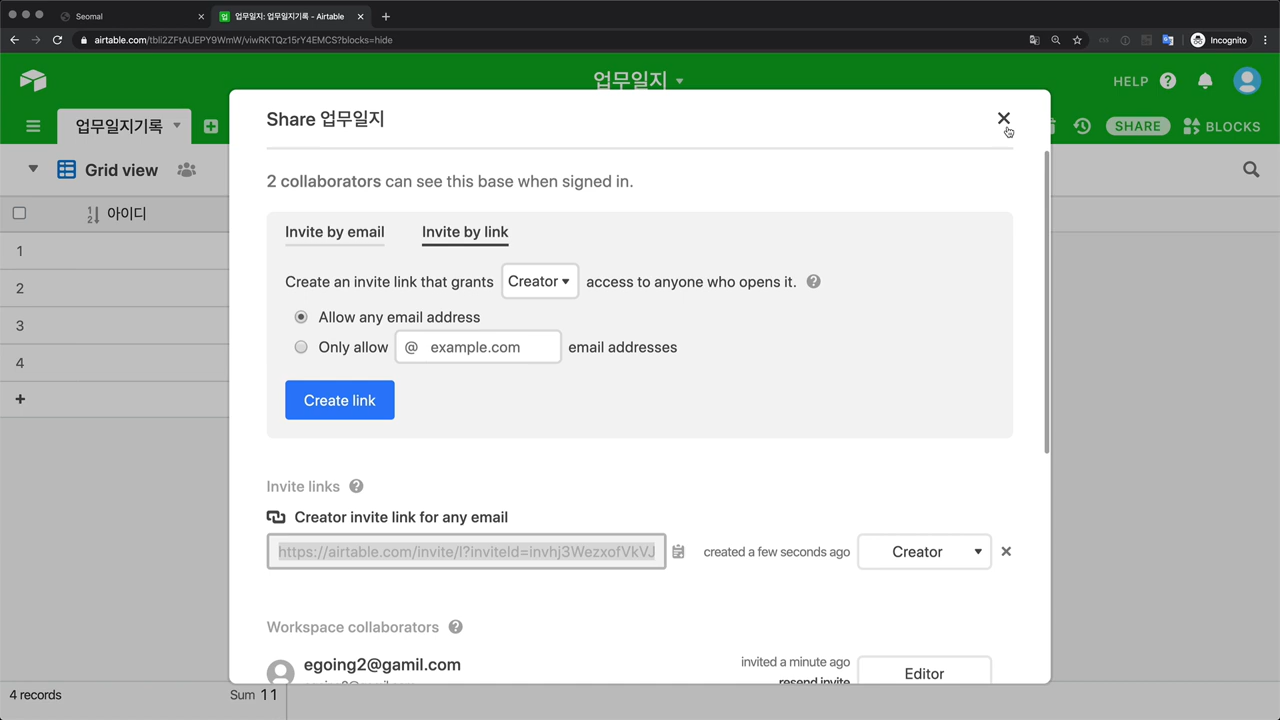 Seomal
업무일지: 업무일지기록 - Airtable
airtable.com/tbli2ZFtAUEPY9WmW/viwRKTQz15rY4EMCS?blocks=hide
Incognito
업무일지
HELP
업무일지기록
SHARE
BLOCKS
Grid view
아이디
1
2
3
4
4 records
Sum 11
Share 업무일지
2 collaborators can see this base when signed in.
Invite by email
Invite by link
Create an invite link that grants Creator access to anyone who opens it.
Allow any email address
Only allow @ example.com email addresses
Create link
Invite links
Creator invite link for any email
https://airtable.com/invite/l?inviteId=invhj3WezxofVkVJ
created a few seconds ago
Creator
Workspace collaborators
egoing2@gamil.com
invited a minute ago
resend invite
Editor